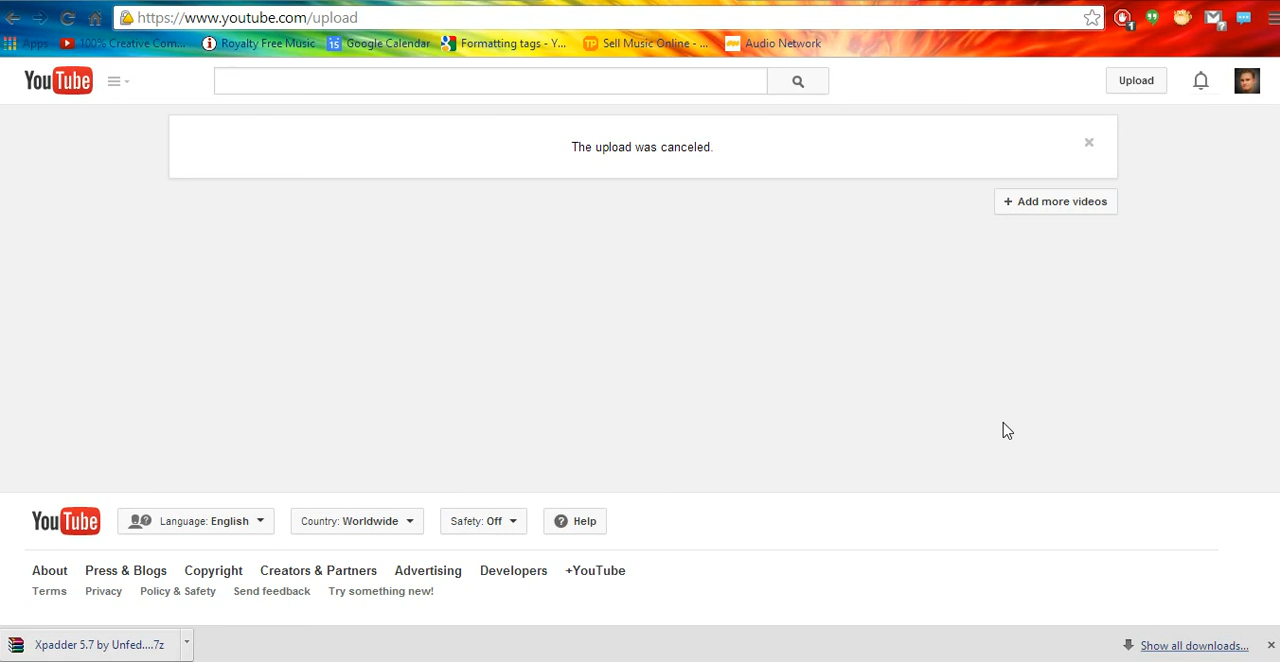 https://www.youtube.com/upload
Apps 100% Creative Com... Royalty Free Music 15 Google Calendar Formatting tags - Y... TP Sell Music Online - ... Audio Network
YouTube Upload
The upload was canceled.
+ Add more videos
YouTube Language: English Country: Worldwide Safety: Off Help
About Press & Blogs Copyright Creators & Partners Advertising Developers +YouTube
Terms Privacy Policy & Safety Send feedback Try something new!
Xpadder 5.7 by Unfed....7z Show all downloads...